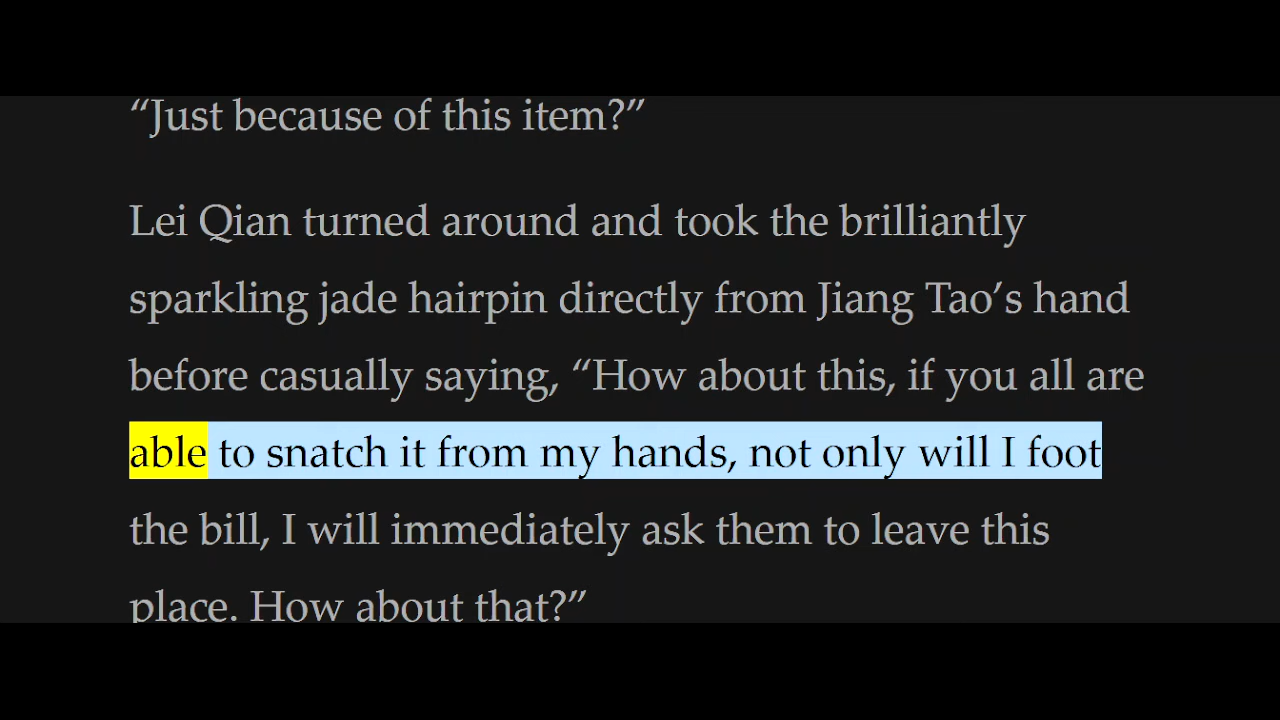 “Just because of this item?”
Lei Qian turned around and took the brilliantly
sparkling jade hairpin directly from Jiang Tao’s hand
before casually saying, “How about this, if you all are
able to snatch it from my hands, not only will I foot
the bill, I will immediately ask them to leave this
place. How about that?”